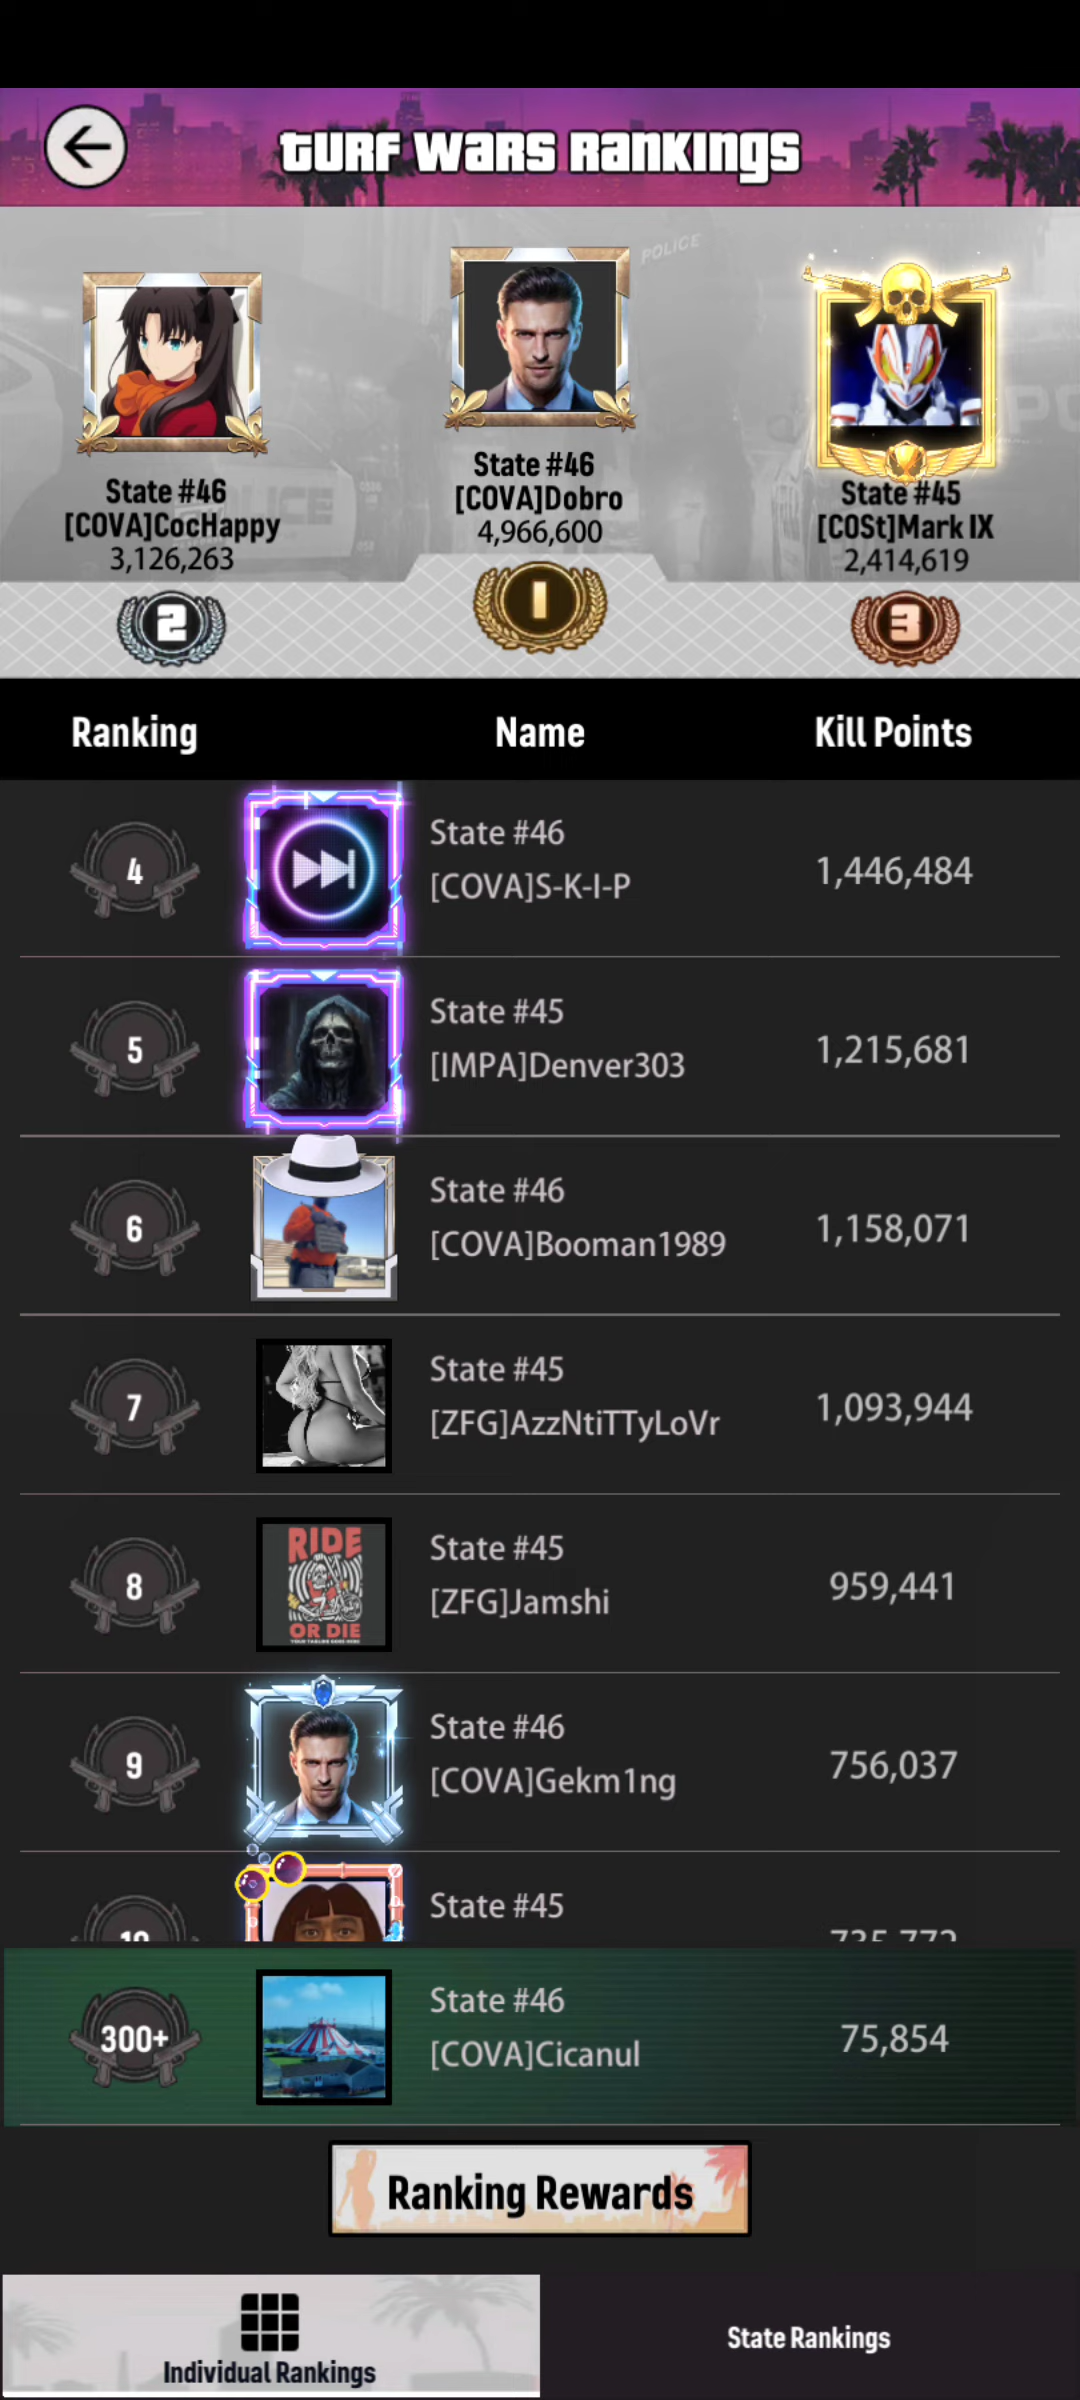 Turf Wars Rankings
POLICE
State #46
[COVA]Dobro
4,966,600
1
State #46
[COVA]CocHappy
3,126,263
2
State #45
[COSt]Mark IX
2,414,619
3
Ranking Name Kill Points
4 State #46
[COVA]S-K-I-P 1,446,484
5 State #45
[IMPA]Denver303 1,215,681
6 State #46
[COVA]Booman1989 1,158,071
7 State #45
[ZFG]AzzNtiTTyLoVr 1,093,944
RIDE
OR DIE
8 State #45
[ZFG]Jamshi 959,441
9 State #46
[COVA]Gekm1ng 756,037
10 State #45
735,772
300+ State #46
[COVA]Cicanul 75,854
Ranking Rewards
Individual Rankings
State Rankings